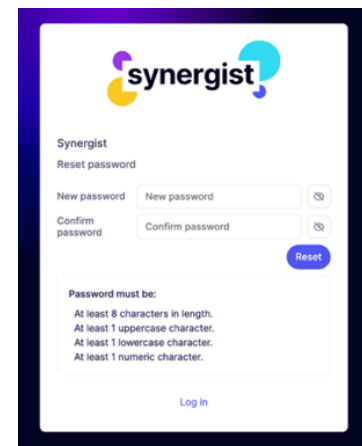 synergist
Synergist
Reset password
New password New password
Confirm
password Confirm password
Reset
Password must be:
At least 8 characters in length.
At least 1 uppercase character.
At least 1 lowercase character.
At least 1 numeric character.
Log in